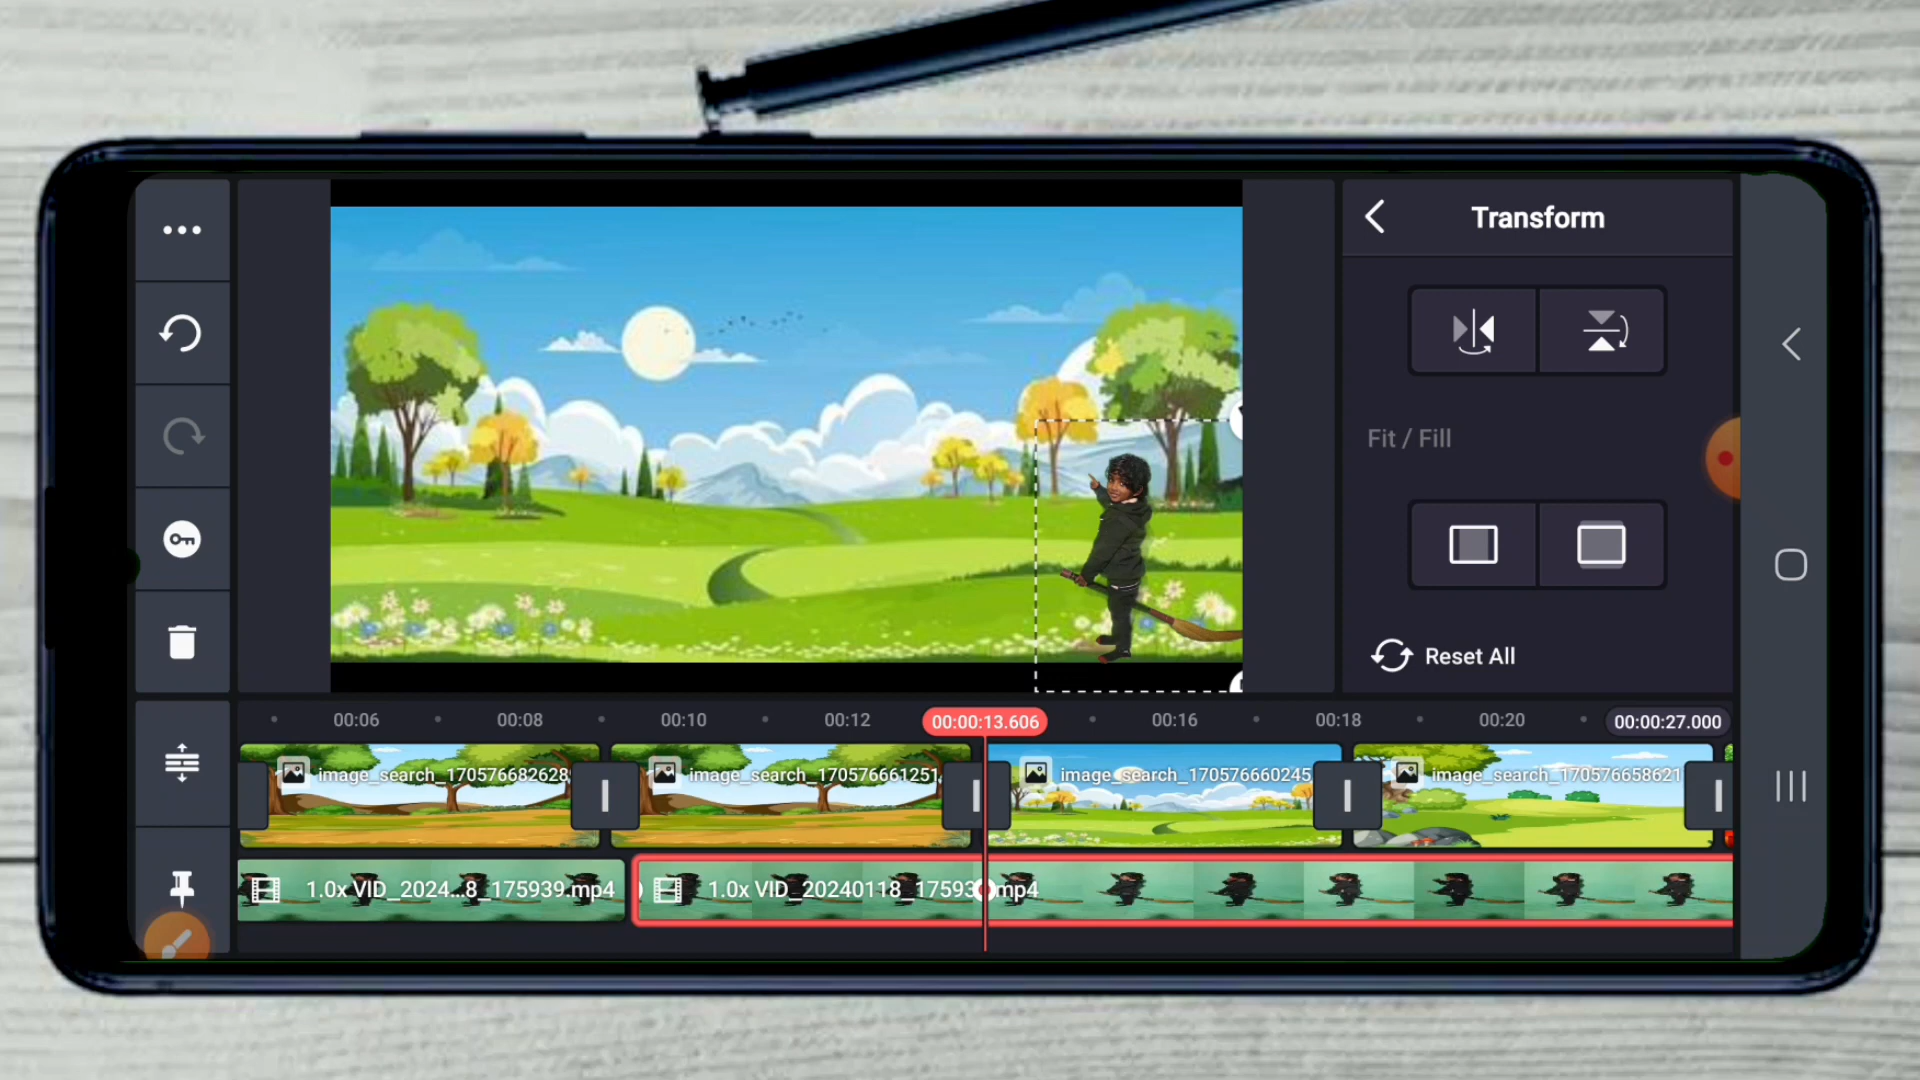 Transform
Fit / Fill
Reset All
00:06
00:08
00:10
00:12
00:00:13.606
00:16
00:18
00:20
00:00:27.000
image_search_170576682628
image_search_170576661251
image_search_170576660245
image_search_170576658621
1.0x VID_2024...8_175939.mp4
1.0x VID_20240118_17593 mp4